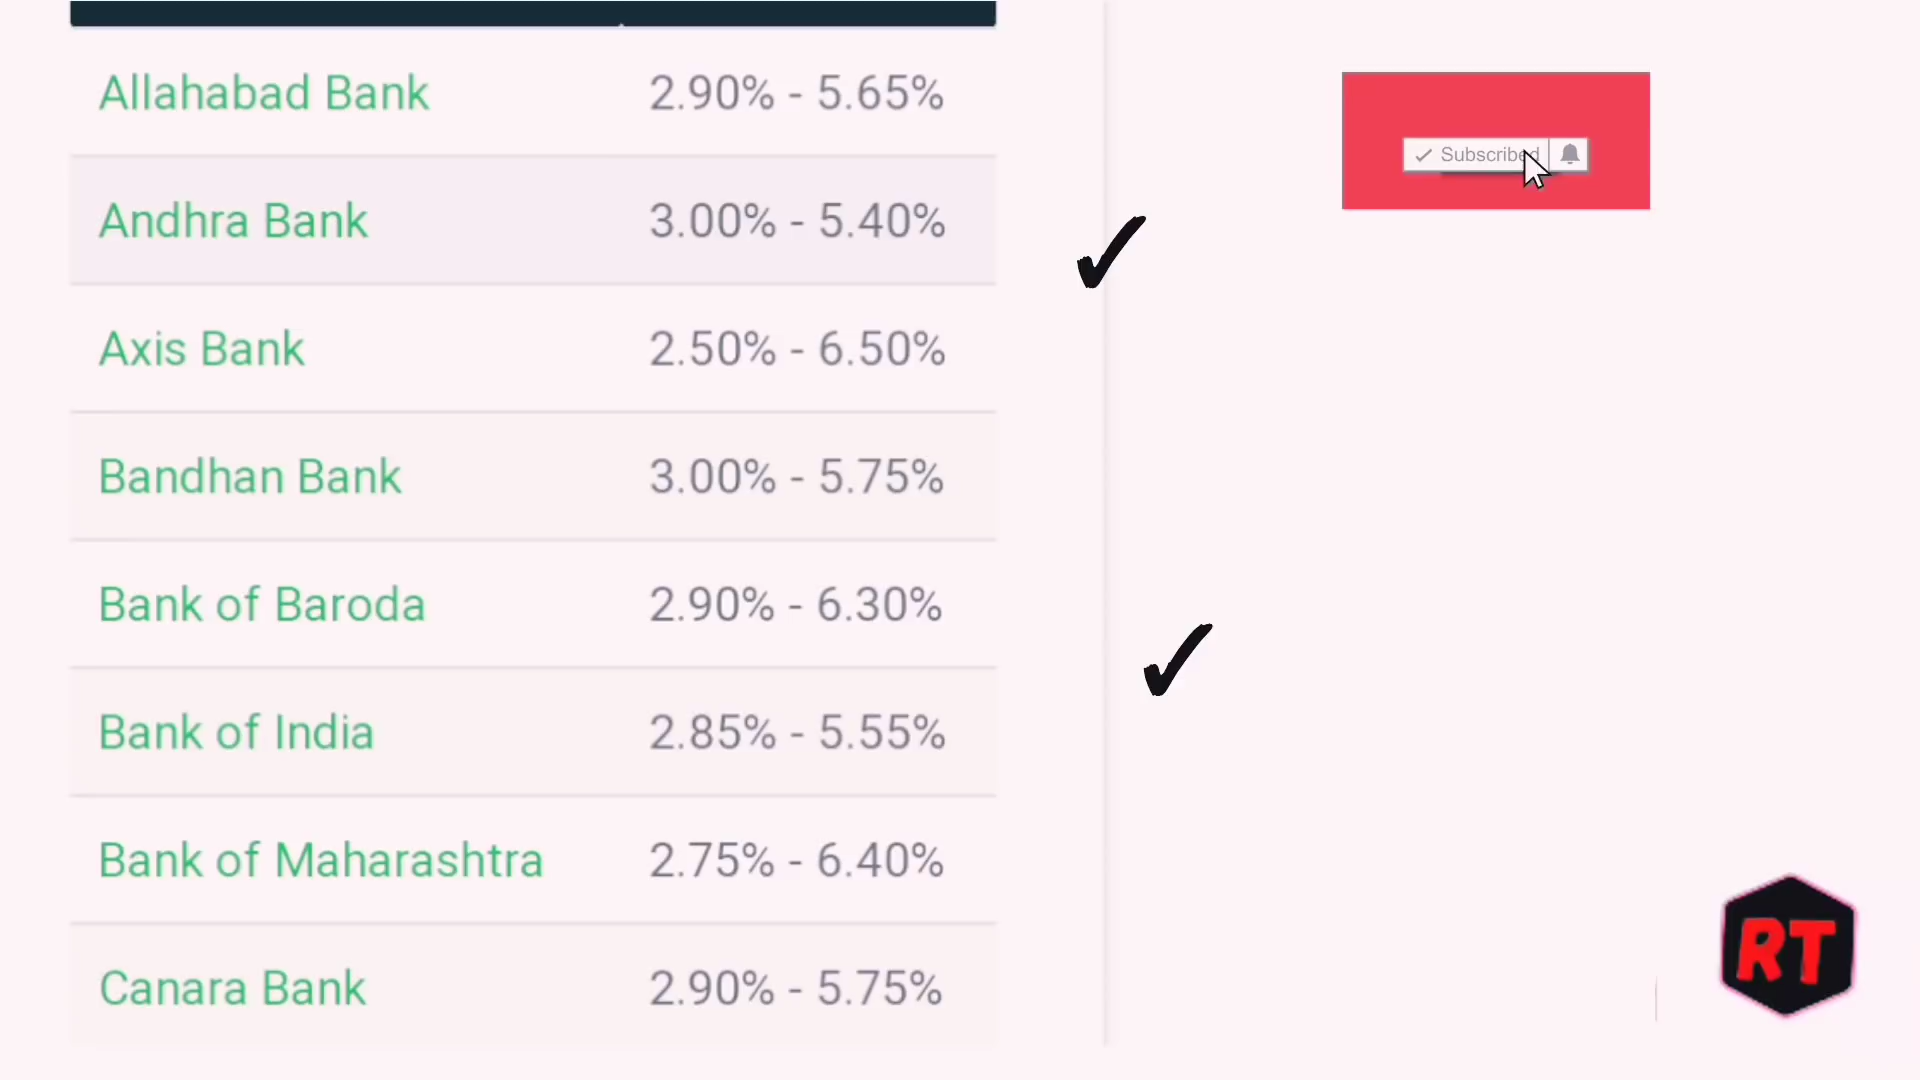 Allahabad Bank 2.90% - 5.65%
Andhra Bank 3.00% - 5.40%
Axis Bank 2.50% - 6.50%
Bandhan Bank 3.00% - 5.75%
Bank of Baroda 2.90% - 6.30%
Bank of India 2.85% - 5.55%
Bank of Maharashtra 2.75% - 6.40%
Canara Bank 2.90% - 5.75%
Subscribed
RT